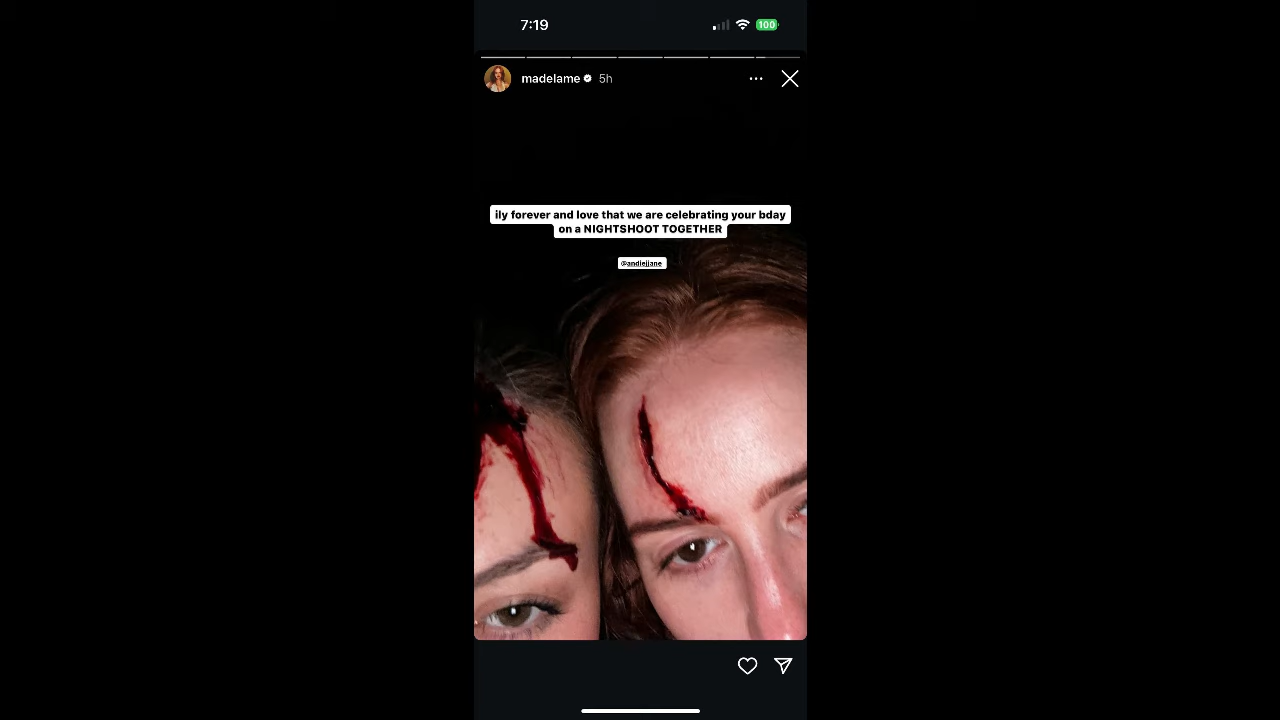 7:19
100
madelame 5h
ily forever and love that we are celebrating your bday
on a NIGHTSHOOT TOGETHER
@andiejjane